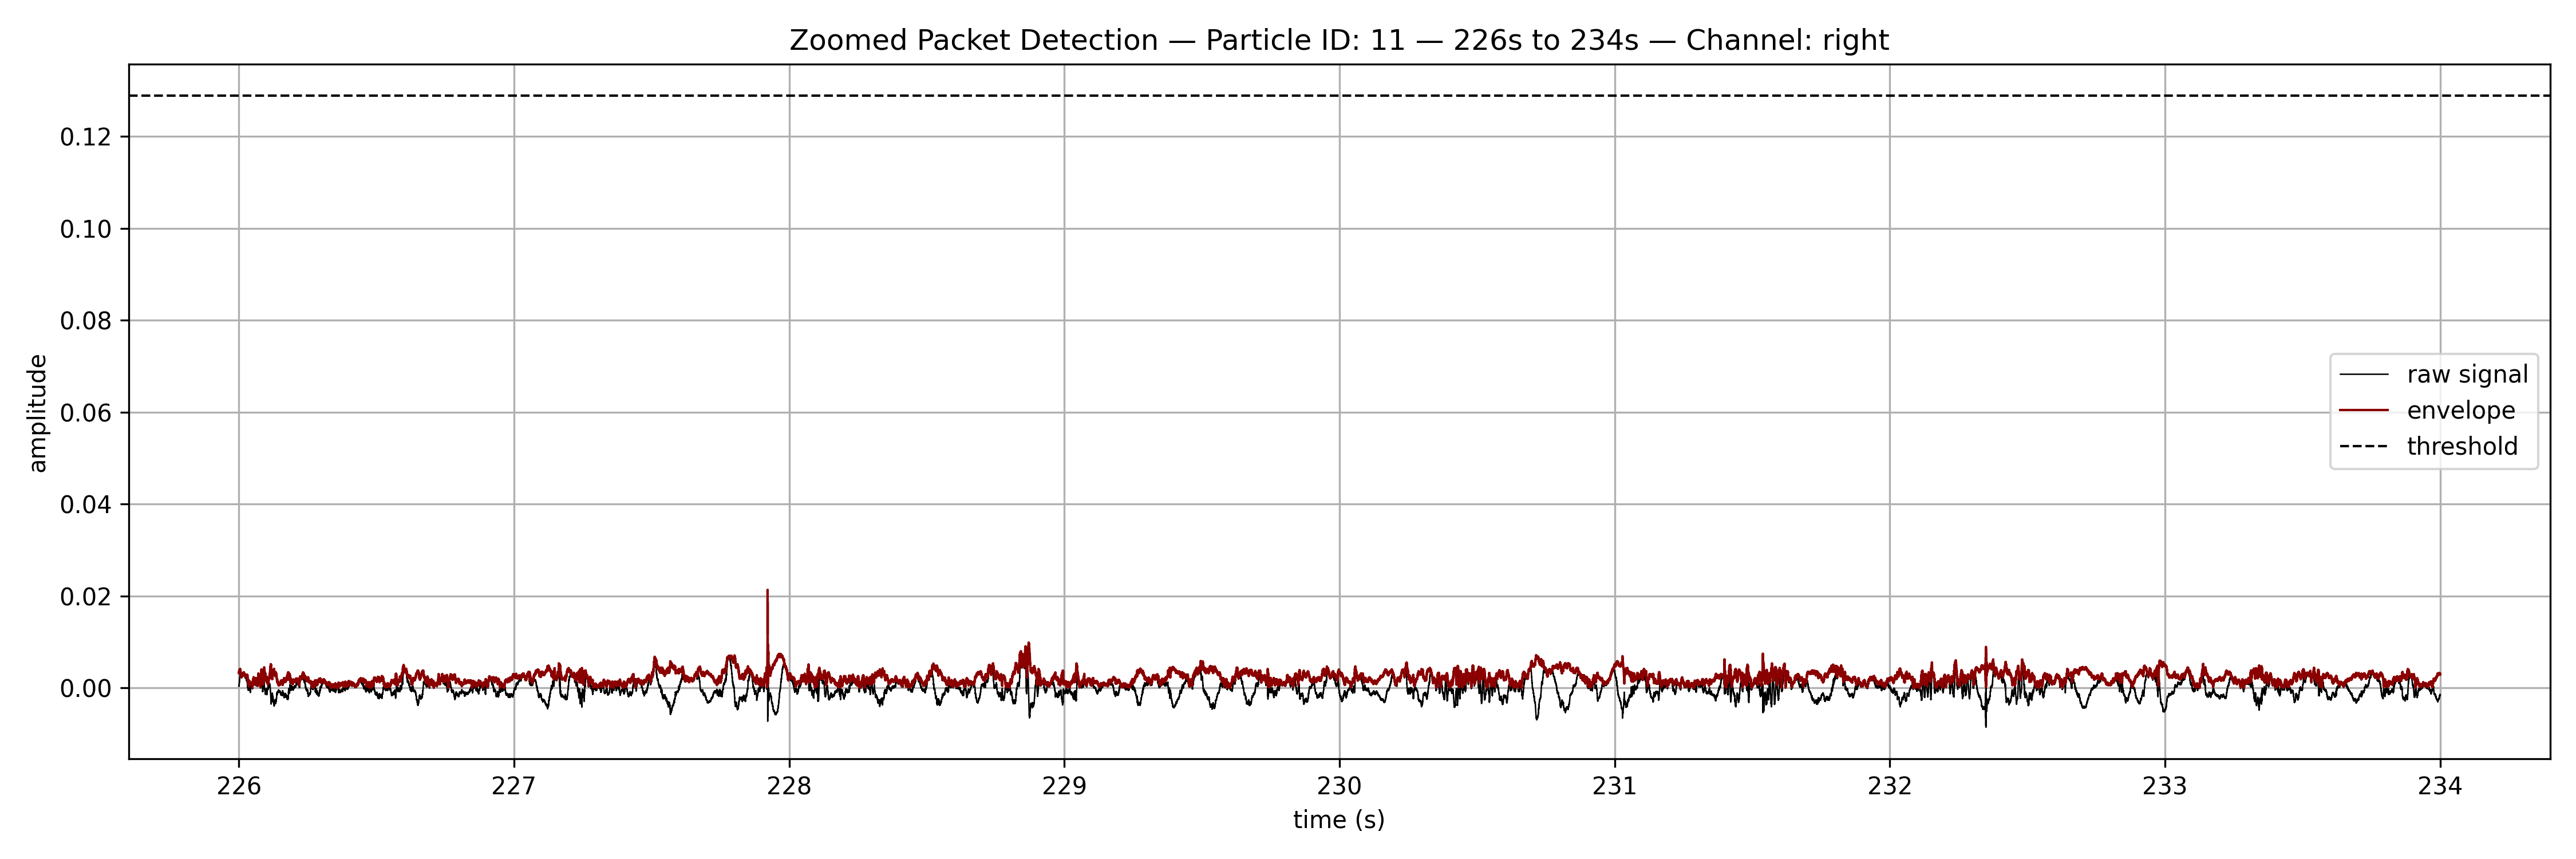 Zoomed Packet Detection — Particle ID: 11 — 226s to 234s — Channel: right
amplitude
0.12
0.10
0.08
0.06
0.04
0.02
0.00
raw signal
envelope
threshold
226 227 228 229 230 231 232 233 234
time (s)